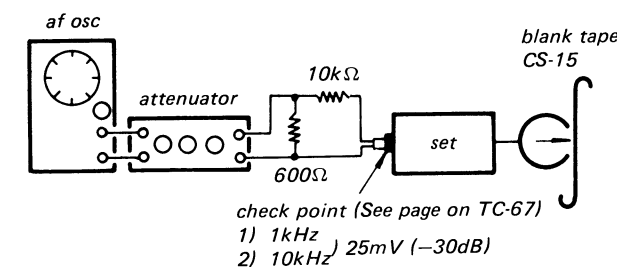 af osc
blank tape
CS-15
10kΩ
attenuator
set
600Ω
check point (See page on TC-67)
1) 1kHz
2) 10kHz ) 25mV (−30dB)